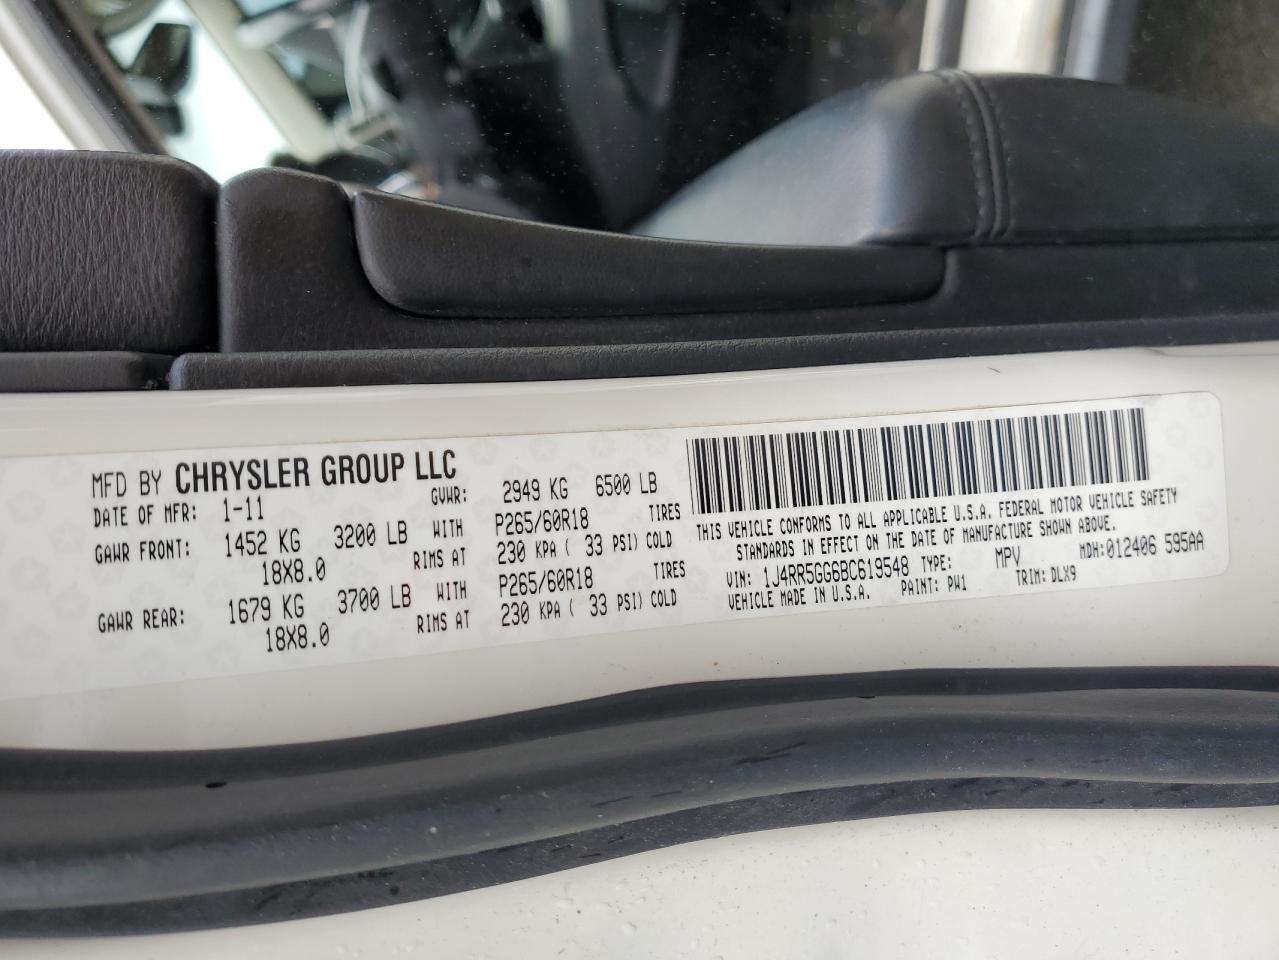 MFD BY CHRYSLER GROUP LLC
DATE OF MFR: 1-11 GVWR: 2949 KG 6500 LB
GAWR FRONT: 1452 KG 3200 LB WITH P265/60R18 TIRES
18X8.0 RIMS AT 230 KPA ( 33 PSI) COLD
GAWR REAR: 1679 KG 3700 LB WITH P265/60R18 TIRES
18X8.0 RIMS AT 230 KPA ( 33 PSI) COLD
THIS VEHICLE CONFORMS TO ALL APPLICABLE U.S.A. FEDERAL MOTOR VEHICLE SAFETY
STANDARDS IN EFFECT ON THE DATE OF MANUFACTURE SHOWN ABOVE.
VIN: 1J4RR5GG6BC619548 TYPE: MPV MDH:012406 595AA
VEHICLE MADE IN U.S.A. PAINT: PW1 TRIM: DLX9